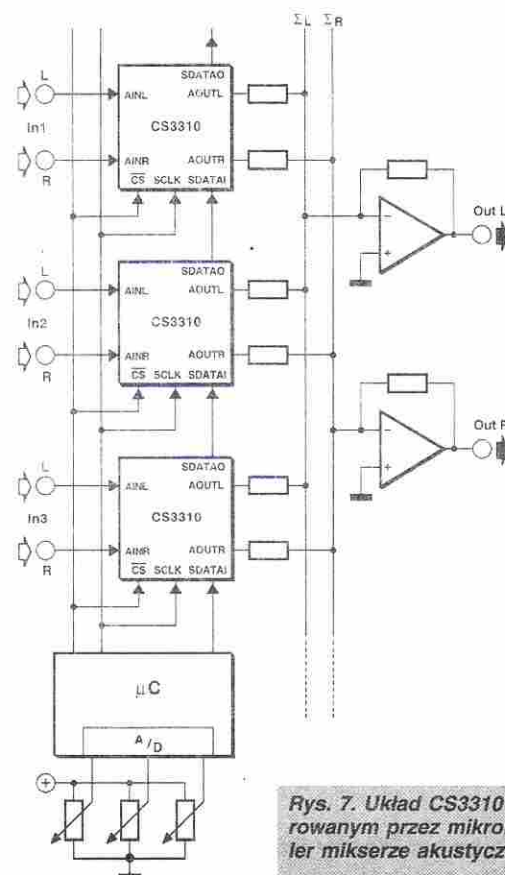 Σ L Σ R
SDATAO
L
AINL AOUTL
CS3310
In1
AINR AOUTR
R
CS SCLK SDATAI
Out L
SDATAO
L
AINL AOUTL
CS3310
In2
AINR AOUTR
R
CS SCLK SDATAI
Out R
SDATAO
L
AINL AOUTL
CS3310
In3
AINR AOUTR
R
CS SCLK SDATAI
μC
A/D
Rys. 7. Układ CS3310
rowanym przez mikro
ler mikserze akustycz